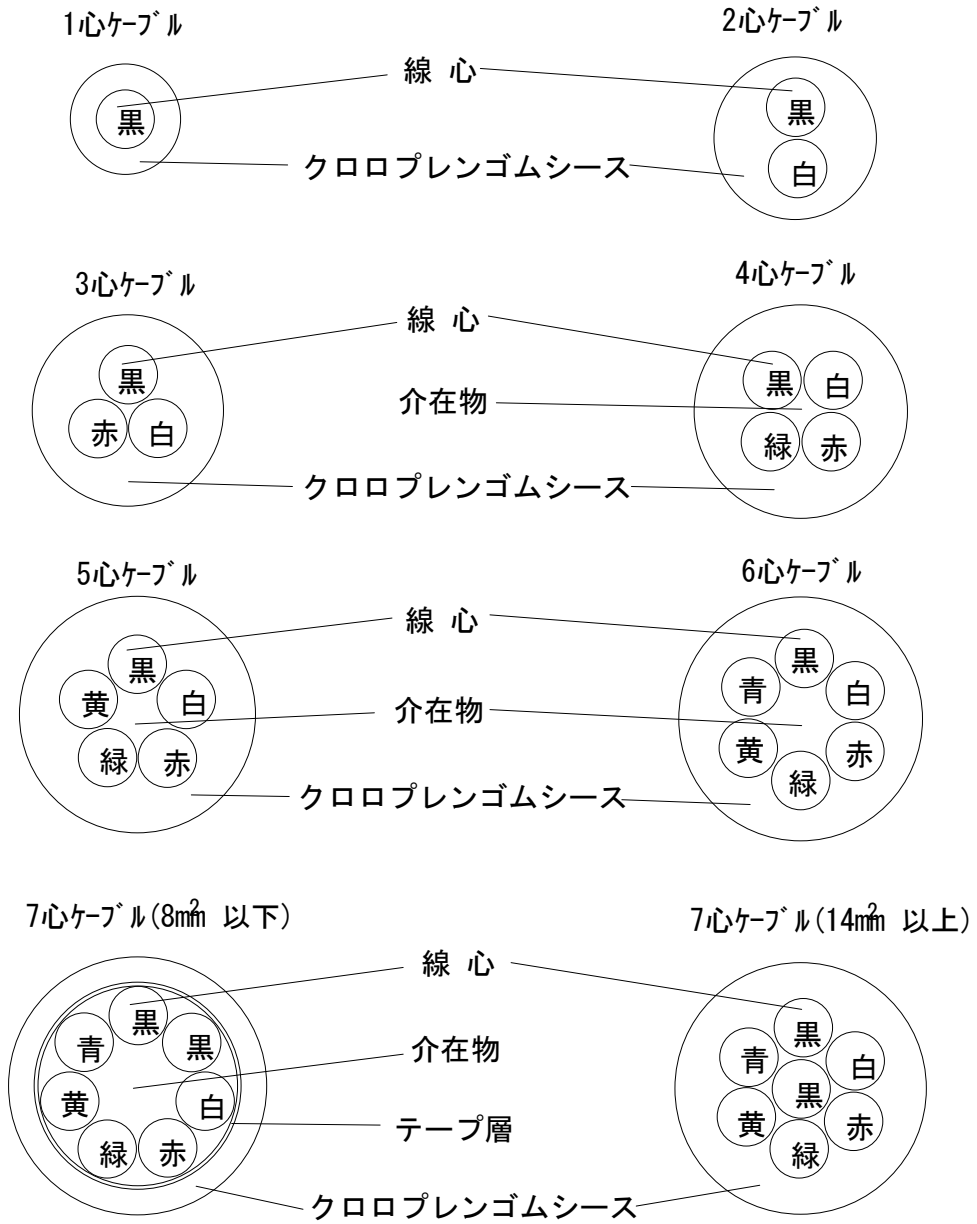 1心ｹｰﾌﾞﾙ
2心ｹｰﾌﾞﾙ
線 心
黒
黒
白
クロロプレンゴムシース
3心ｹｰﾌﾞﾙ
4心ｹｰﾌﾞﾙ
線 心
黒
赤 白
介在物
黒 白
緑 赤
クロロプレンゴムシース
5心ｹｰﾌﾞﾙ
6心ｹｰﾌﾞﾙ
線 心
黒
黄 白
緑 赤
介在物
黒
青 白
黄 赤
緑
クロロプレンゴムシース
7心ｹｰﾌﾞﾙ(8mm² 以下)
7心ｹｰﾌﾞﾙ(14mm² 以上)
線 心
黒
青 黒
黄 白
緑 赤
介在物
テープ層
黒
青 白
黒
黄 赤
緑
クロロプレンゴムシース